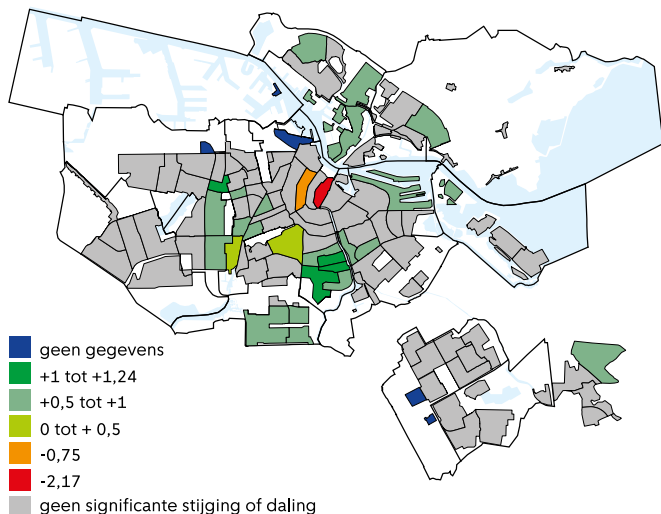 geen gegevens
+1 tot +1,24
+0,5 tot +1
0 tot + 0,5
-0,75
-2,17
geen significante stijging of daling